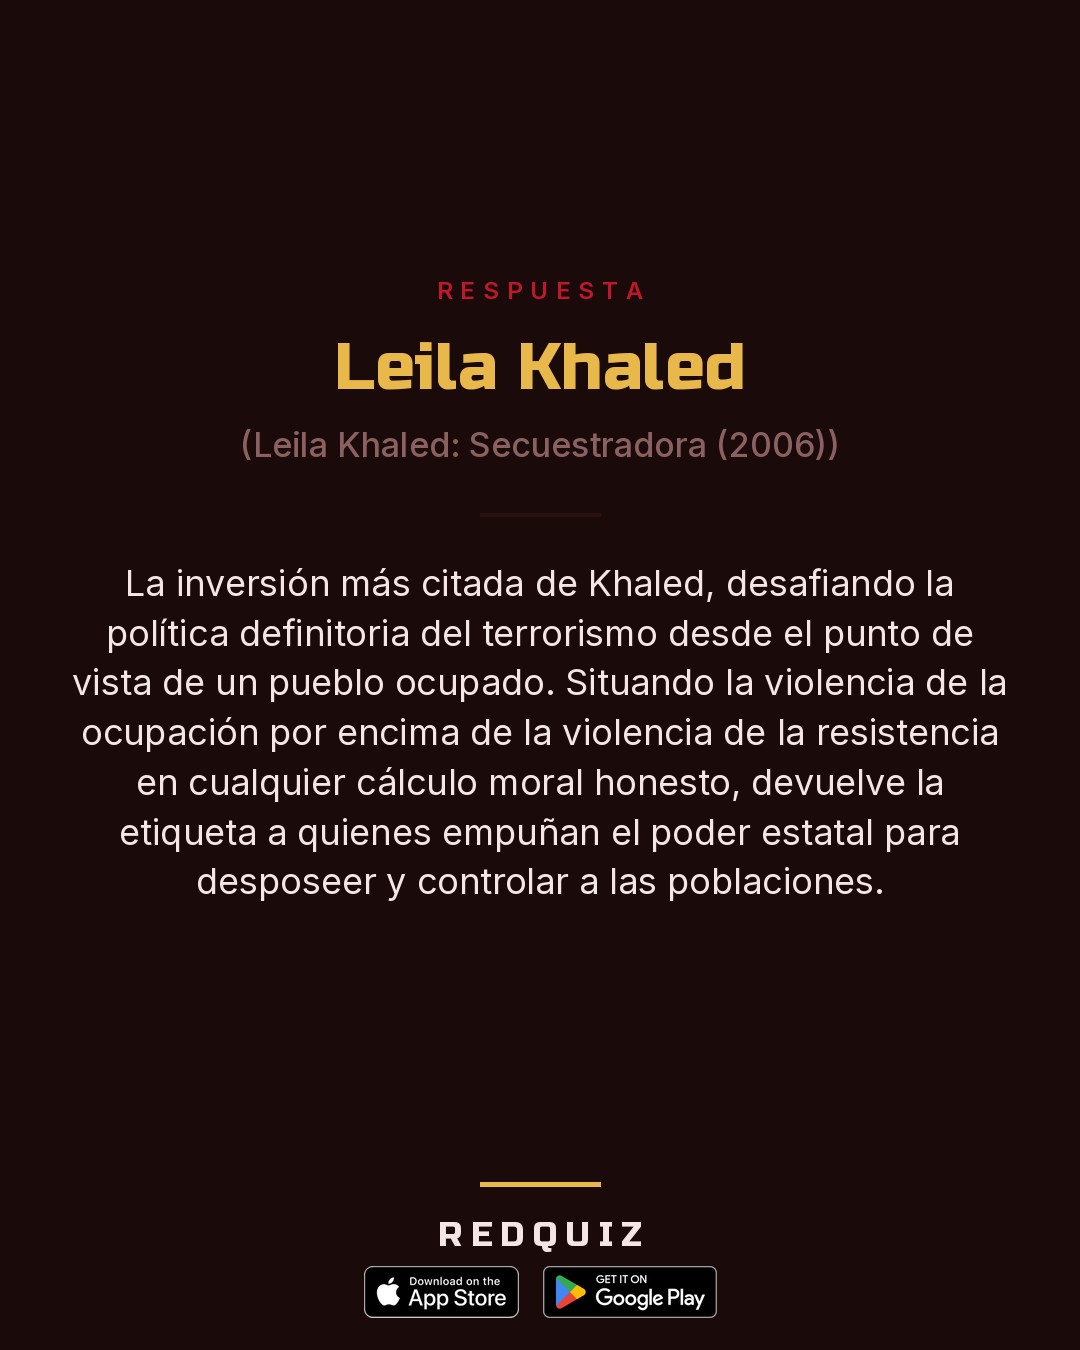 RESPUESTA
Leila Khaled
(Leila Khaled: Secuestradora (2006))
La inversión más citada de Khaled, desafiando la
política definitoria del terrorismo desde el punto de
vista de un pueblo ocupado. Situando la violencia de la
ocupación por encima de la violencia de la resistencia
en cualquier cálculo moral honesto, devuelve la
etiqueta a quienes empuñan el poder estatal para
desposeer y controlar a las poblaciones.
REDQUIZ
Download on the
App Store
GET IT ON
Google Play